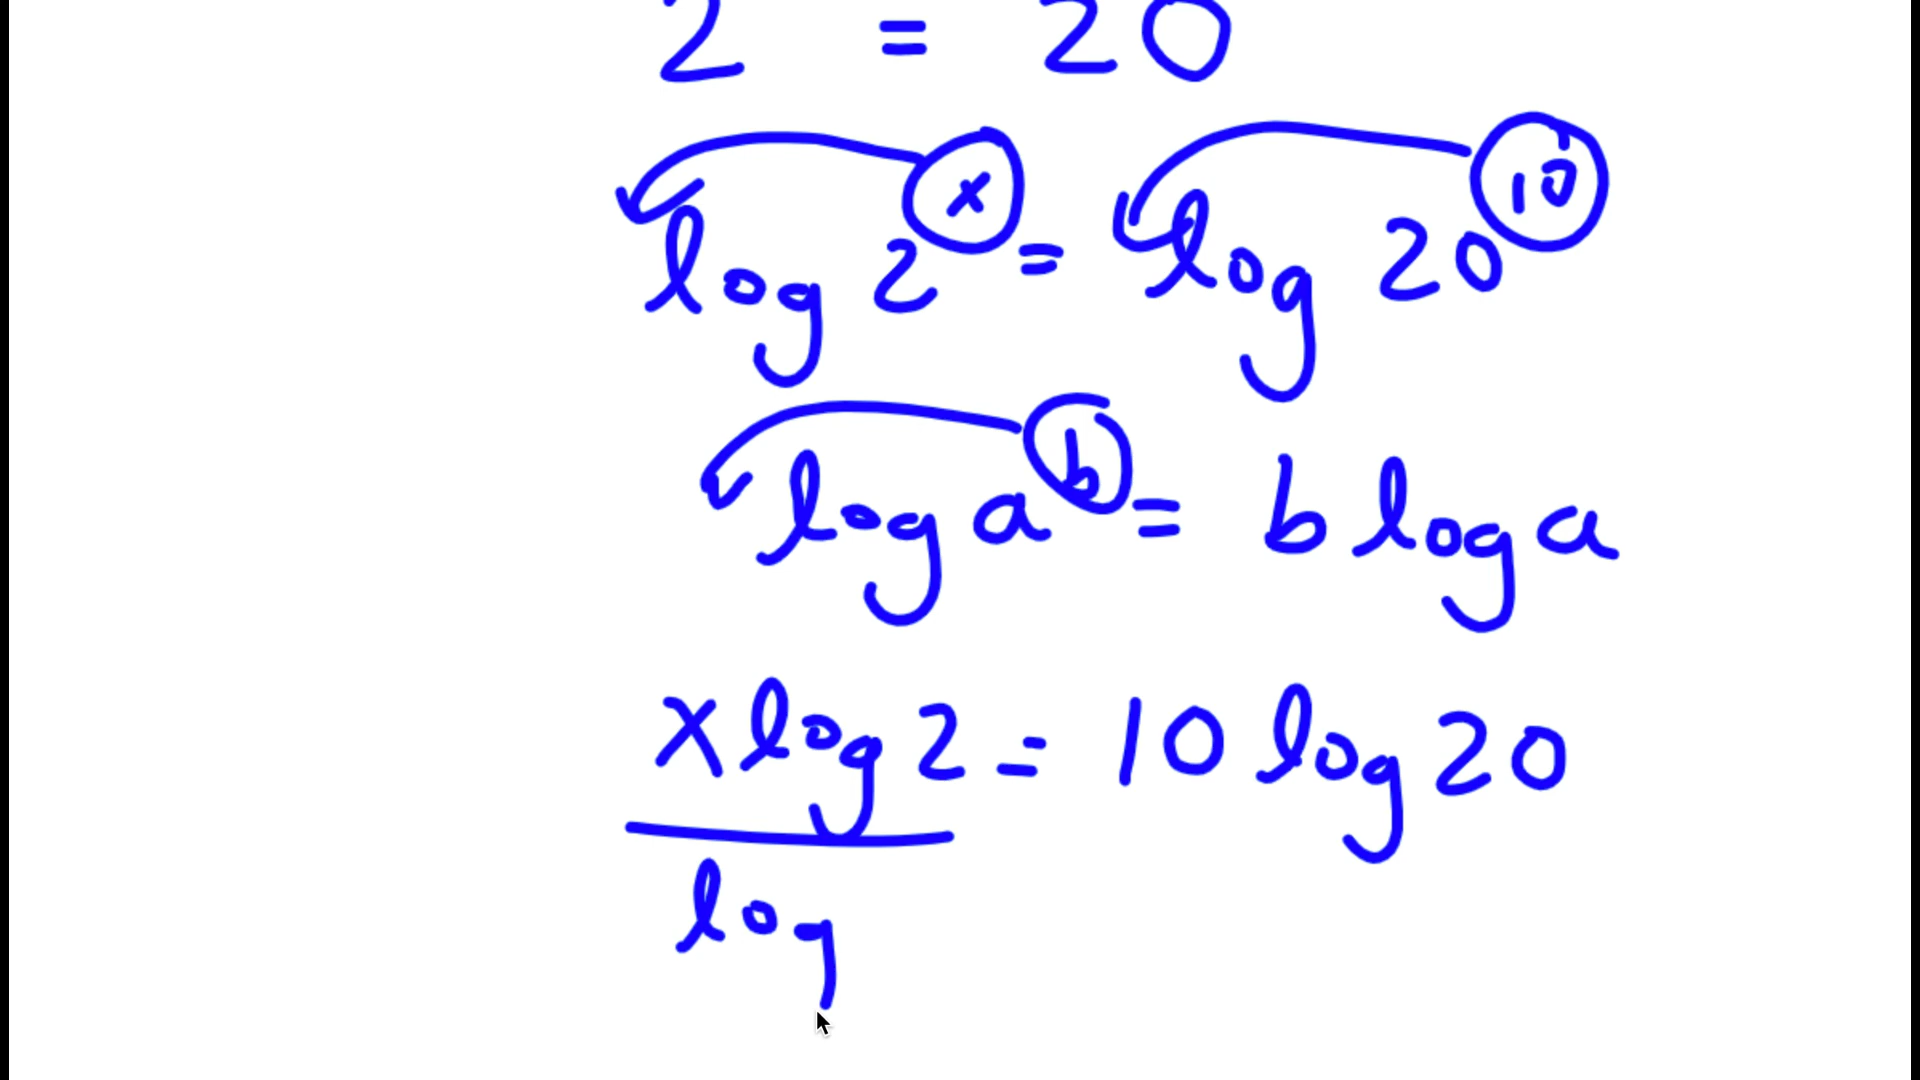 2 = 20
log 2^x = log 20^10
log a^b = b log a
x log 2 = 10 log 20
log